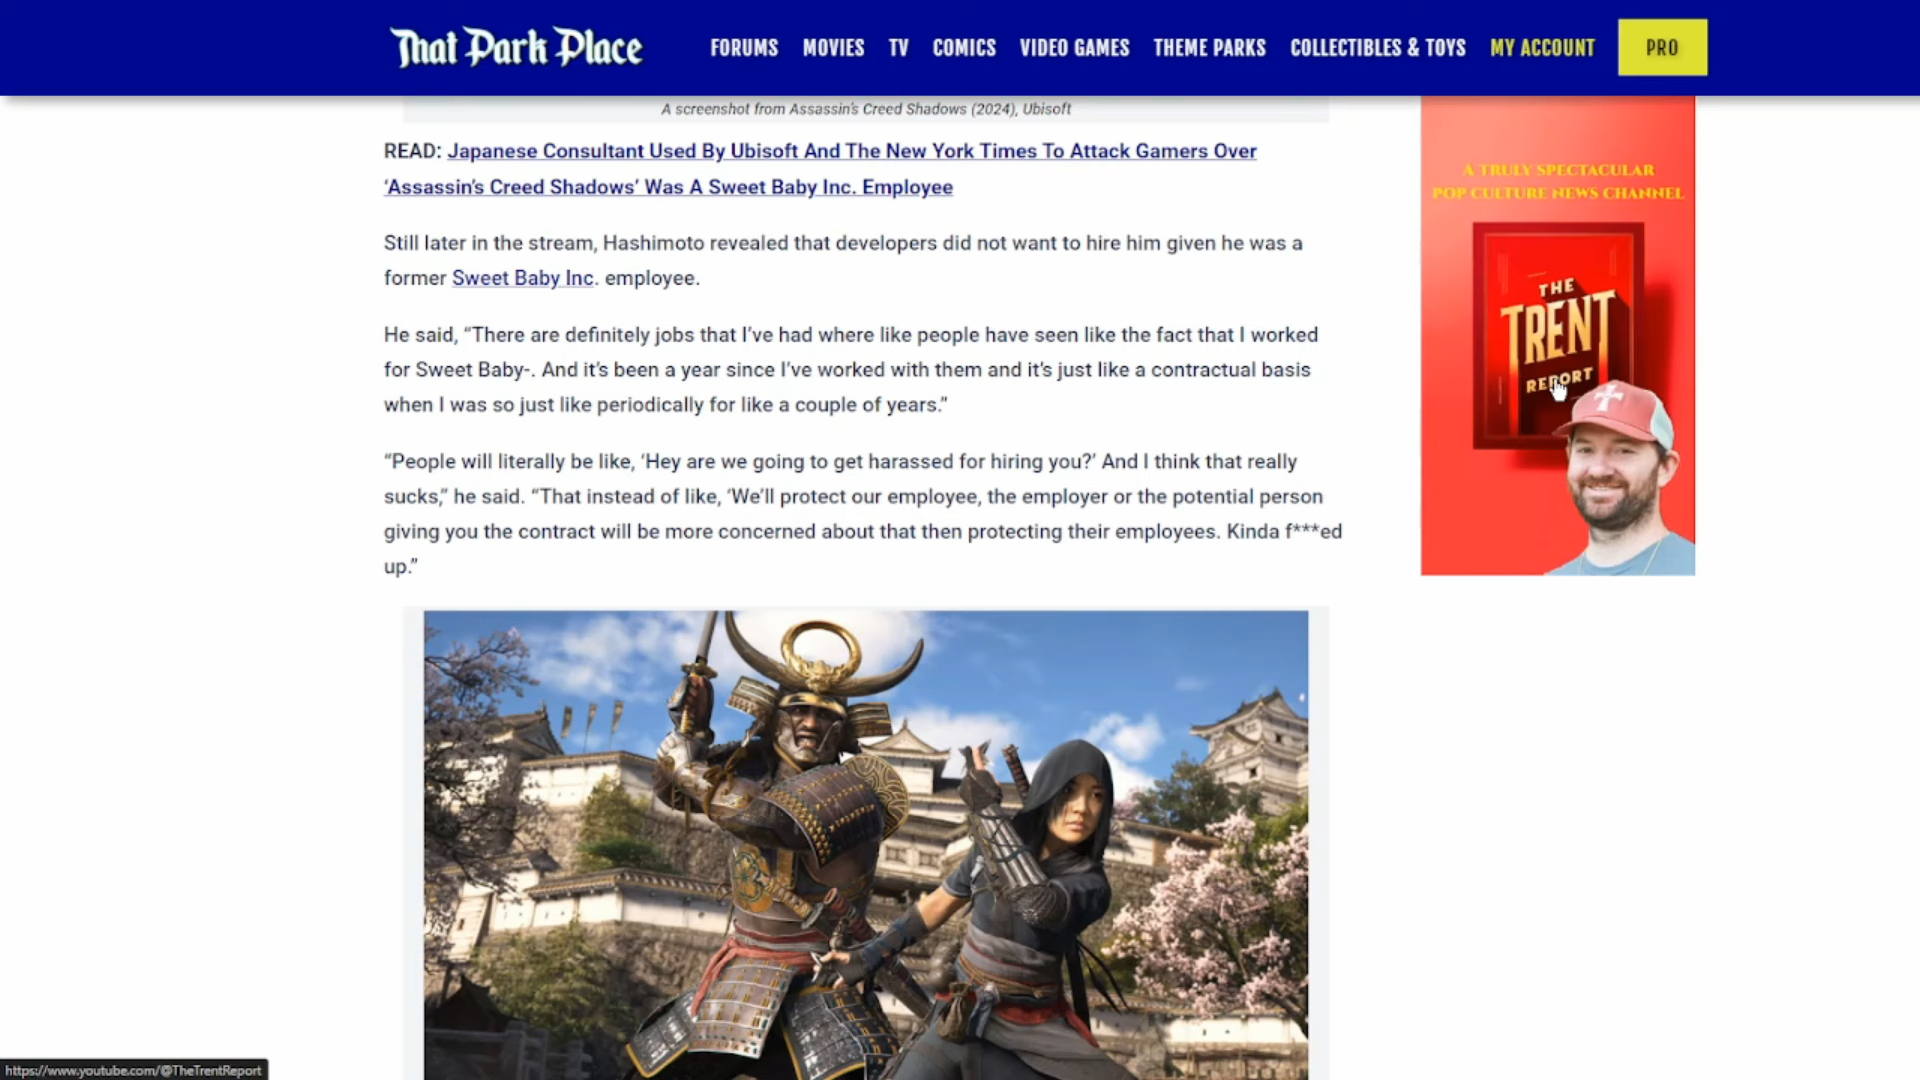 That Park Place
FORUMS MOVIES TV COMICS VIDEO GAMES THEME PARKS COLLECTIBLES & TOYS MY ACCOUNT PRO
A screenshot from Assassin's Creed Shadows (2024), Ubisoft
READ: Japanese Consultant Used By Ubisoft And The New York Times To Attack Gamers Over
‘Assassin’s Creed Shadows’ Was A Sweet Baby Inc. Employee
Still later in the stream, Hashimoto revealed that developers did not want to hire him given he was a
former Sweet Baby Inc. employee.
He said, “There are definitely jobs that I’ve had where like people have seen like the fact that I worked
for Sweet Baby-. And it’s been a year since I’ve worked with them and it’s just like a contractual basis
when I was so just like periodically for like a couple of years.”
“People will literally be like, ‘Hey are we going to get harassed for hiring you?’ And I think that really
sucks,” he said. “That instead of like, ‘We’ll protect our employee, the employer or the potential person
giving you the contract will be more concerned about that then protecting their employees. Kinda f***ed
up.”
A TRULY SPECTACULAR
POP CULTURE NEWS CHANNEL
THE
TRENT
REPORT
https://www.youtube.com/@TheTrentReport